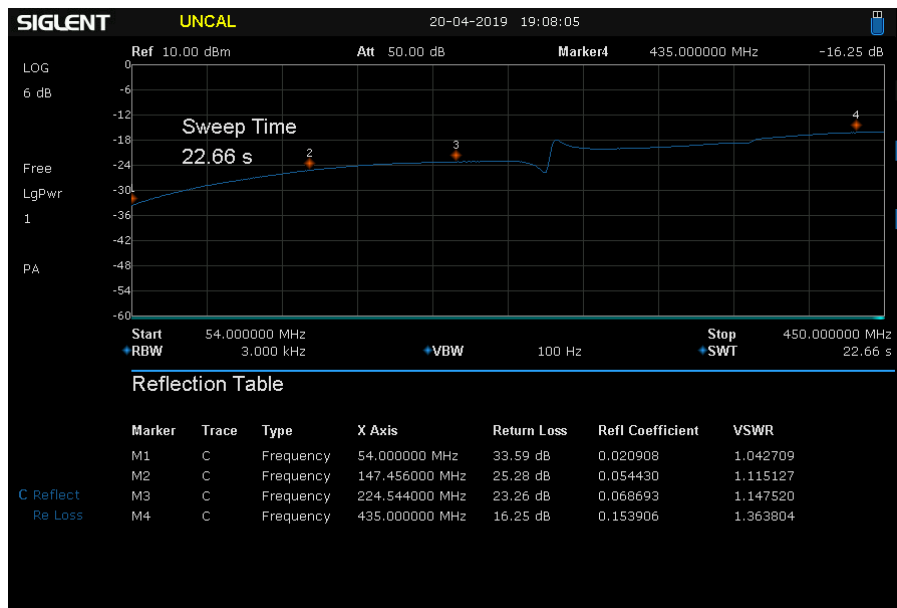 SIGLENT UNCAL 20-04-2019 19:08:05
Ref 10.00 dBm Att 50.00 dB Marker4 435.000000 MHz -16.25 dB
LOG
6 dB
Free
LgPwr
1
PA
0
-6
-12
-18
-24
-30
-36
-42
-48
-54
-60
Sweep Time
22.66 s
2
3
4
Start 54.000000 MHz Stop 450.000000 MHz
RBW 3.000 kHz VBW 100 Hz SWT 22.66 s
Reflection Table
Marker Trace Type X Axis Return Loss Refl Coefficient VSWR
M1 C Frequency 54.000000 MHz 33.59 dB 0.020908 1.042709
M2 C Frequency 147.456000 MHz 25.28 dB 0.054430 1.115127
M3 C Frequency 224.544000 MHz 23.26 dB 0.068693 1.147520
M4 C Frequency 435.000000 MHz 16.25 dB 0.153906 1.363804
C Reflect
Re Loss